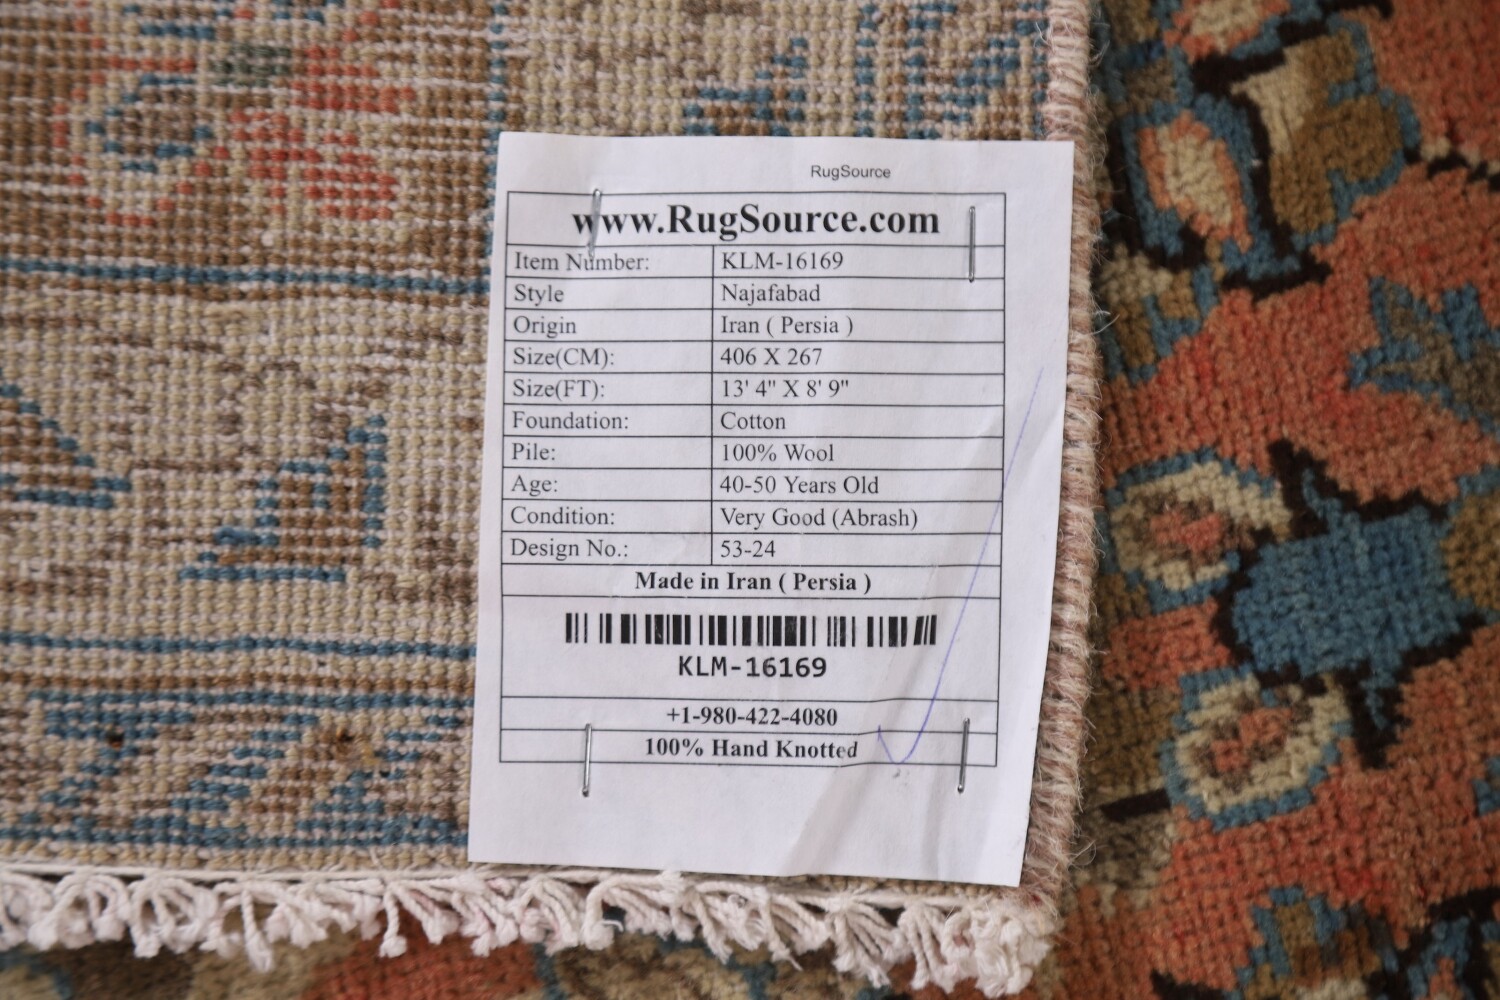 RugSource
www.RugSource.com
Item Number: KLM-16169
Style Najafabad
Origin Iran ( Persia )
Size(CM): 406 X 267
Size(FT): 13' 4" X 8' 9"
Foundation: Cotton
Pile: 100% Wool
Age: 40-50 Years Old
Condition: Very Good (Abrash)
Design No.: 53-24
Made in Iran ( Persia )
KLM-16169
+1-980-422-4080
100% Hand Knotted